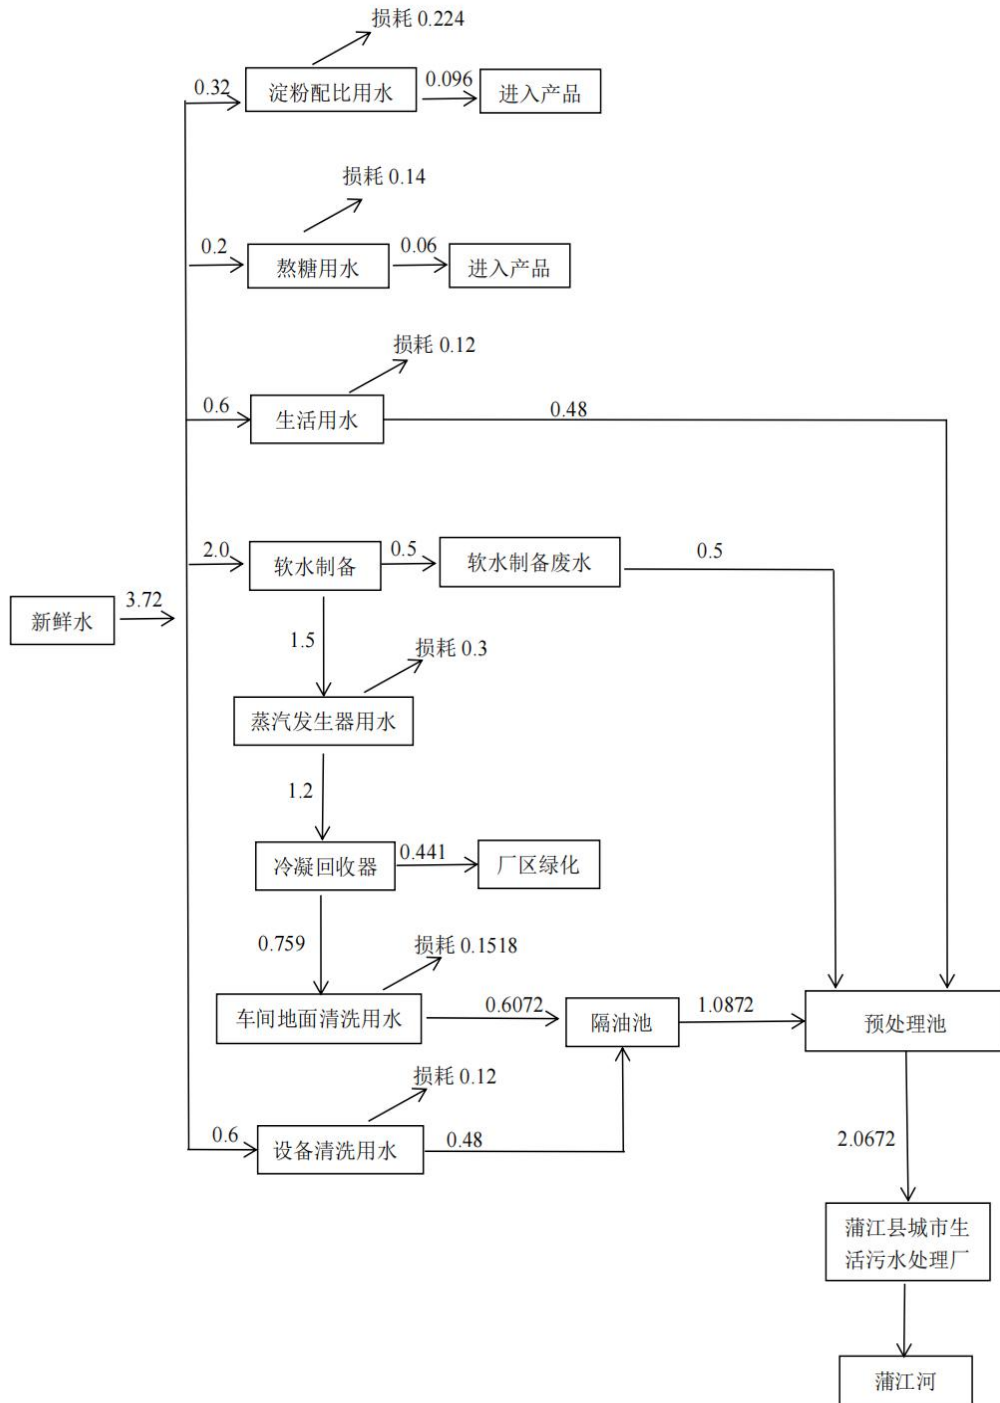 损耗 0.224
0.32
淀粉配比用水
0.096
进入产品
损耗 0.14
0.2
熬糖用水
0.06
进入产品
损耗 0.12
0.6
生活用水
0.48
2.0
软水制备
0.5
软水制备废水
0.5
新鲜水
3.72
1.5
损耗 0.3
蒸汽发生器用水
1.2
冷凝回收器
0.441
厂区绿化
0.759
损耗 0.1518
车间地面清洗用水
0.6072
隔油池
1.0872
预处理池
损耗 0.12
0.6
设备清洗用水
0.48
2.0672
蒲江县城市生
活污水处理厂
蒲江河